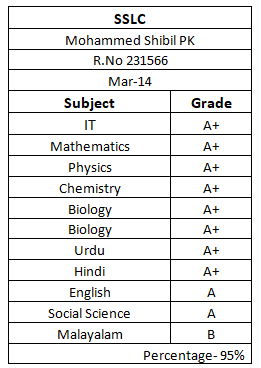 SSLC
Mohammed Shibil PK
R.No 231566
Mar-14
Subject Grade
IT A+
Mathematics A+
Physics A+
Chemistry A+
Biology A+
Biology A+
Urdu A+
Hindi A+
English A
Social Science A
Malayalam B
Percentage- 95%